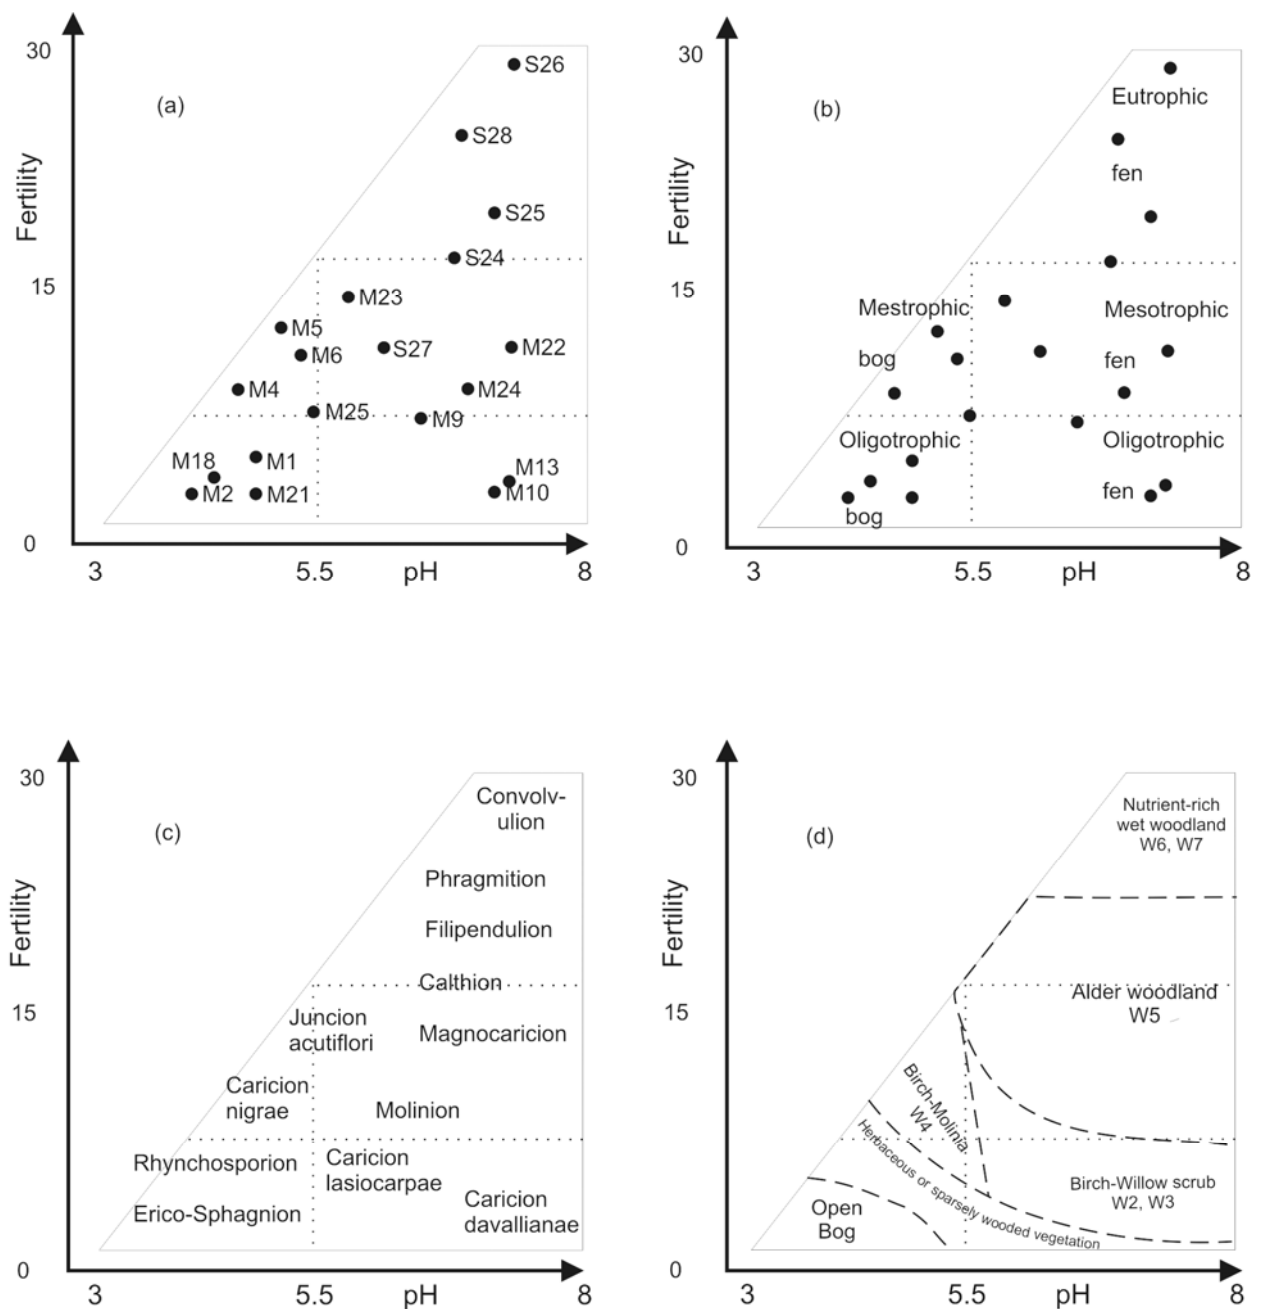 30
(a)
S26
S28
S25
S24
Fertility
15
M23
M5
M6
S27
M22
M4
M24
M25
M9
M18
M1
M13
M2
M21
M10
0
3
5.5
pH
8
30
(b)
Eutrophic
fen
Fertility
15
Mestrophic
bog
Mesotrophic
fen
Oligotrophic
bog
Oligotrophic
fen
0
3
5.5
pH
8
30
(c)
Convolv-
ulion
Phragmition
Filipendulion
Calthion
Fertility
15
Juncion
acutiflori
Magnocaricion
Caricion
nigrae
Molinion
Rhynchosporion
Caricion
lasiocarpae
Erico-Sphagnion
Caricion
davallianae
0
3
5.5
pH
8
30
(d)
Nutrient-rich
wet woodland
W6, W7
Fertility
15
Alder woodland
W5
Birch-Molinia
W4
Herbaceous or sparsely wooded vegetation
Birch-Willow scrub
W2, W3
Open
Bog
0
3
5.5
pH
8